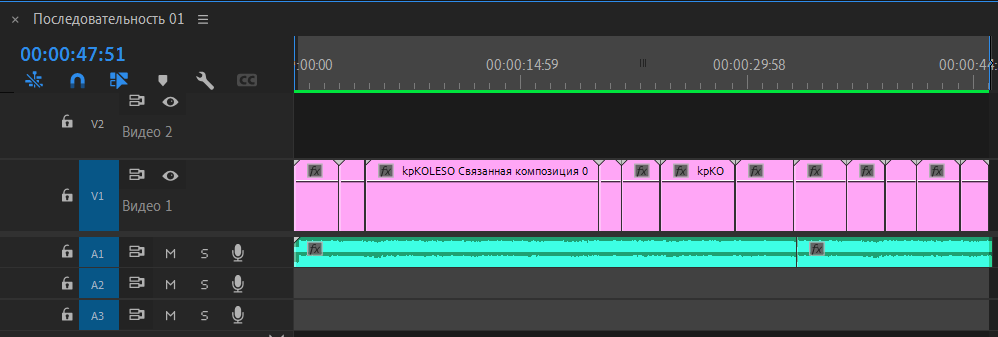 × Последовательность 01 ≡
00:00:47:51
:00:00 00:00:14:59 00:00:29:58 00:00:44:
CC
V2 Видео 2
V1 Видео 1
fx fx kpKOLESO Связанная композиция 0 fx fx kpKO fx fx fx fx
A1 M S fx fx
A2 M S
A3 M S